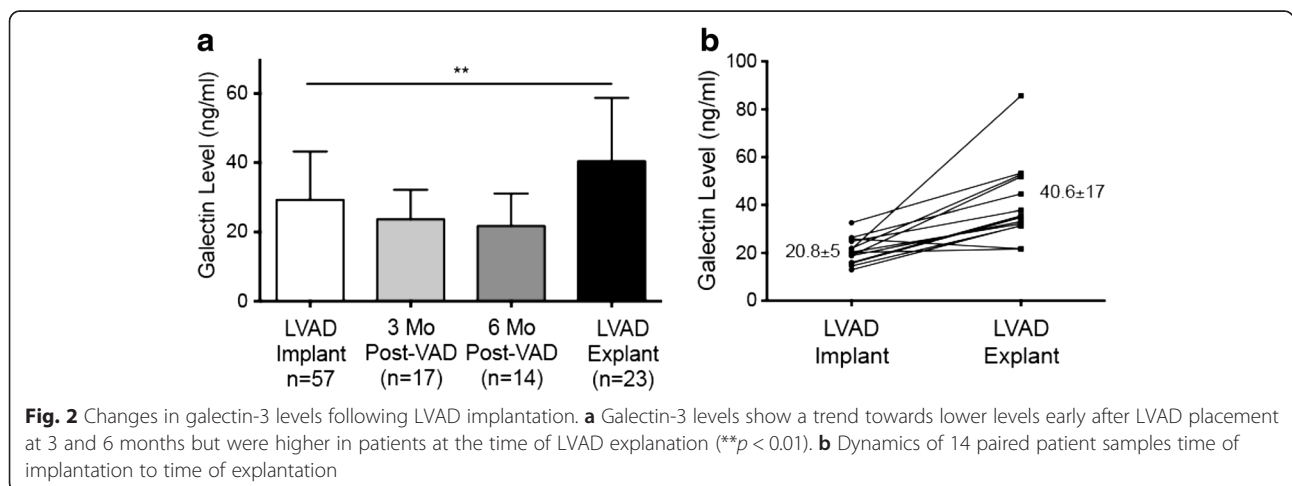 a
**
Galectin Level (ng/ml)
60
40
20
0
LVAD Implant n=57
3 Mo Post-VAD (n=17)
6 Mo Post-VAD (n=14)
LVAD Explant (n=23)
b
Galectin Level (ng/ml)
100
80
60
40
20
0
20.8±5
40.6±17
LVAD Implant
LVAD Explant
Fig. 2 Changes in galectin-3 levels following LVAD implantation. a Galectin-3 levels show a trend towards lower levels early after LVAD placement
at 3 and 6 months but were higher in patients at the time of LVAD explanation (**p < 0.01). b Dynamics of 14 paired patient samples time of
implantation to time of explantation